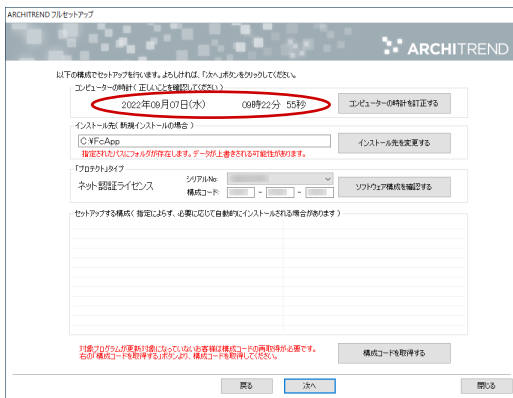 ARCHITREND フルセットアップ
ARCHITREND
以下の構成でセットアップを行います。よろしければ、「次へ」ボタンをクリックしてください。
コンピューターの時計( 正しいことを確認してください )
2022年09月07日(水) 09時22分 55秒
コンピューターの時計を訂正する
インストール先( 新規インストールの場合 )
C:¥FcApp
インストール先を変更する
指定されたパスにフォルダが存在します。データが上書きされる可能性があります。
「プロテクト」タイプ
ネット認証ライセンス
シリアルNo.
構成コード:
- -
ソフトウェア構成を確認する
セットアップする構成( 指定によらず、必要に応じて自動的にインストールされる場合があります )
対象プログラムが更新対象になっていないお客様は構成コードの再取得が必要です。
右の「構成コードを取得する」ボタンより、構成コードを取得してください。
構成コードを取得する
戻る
次へ
閉じる